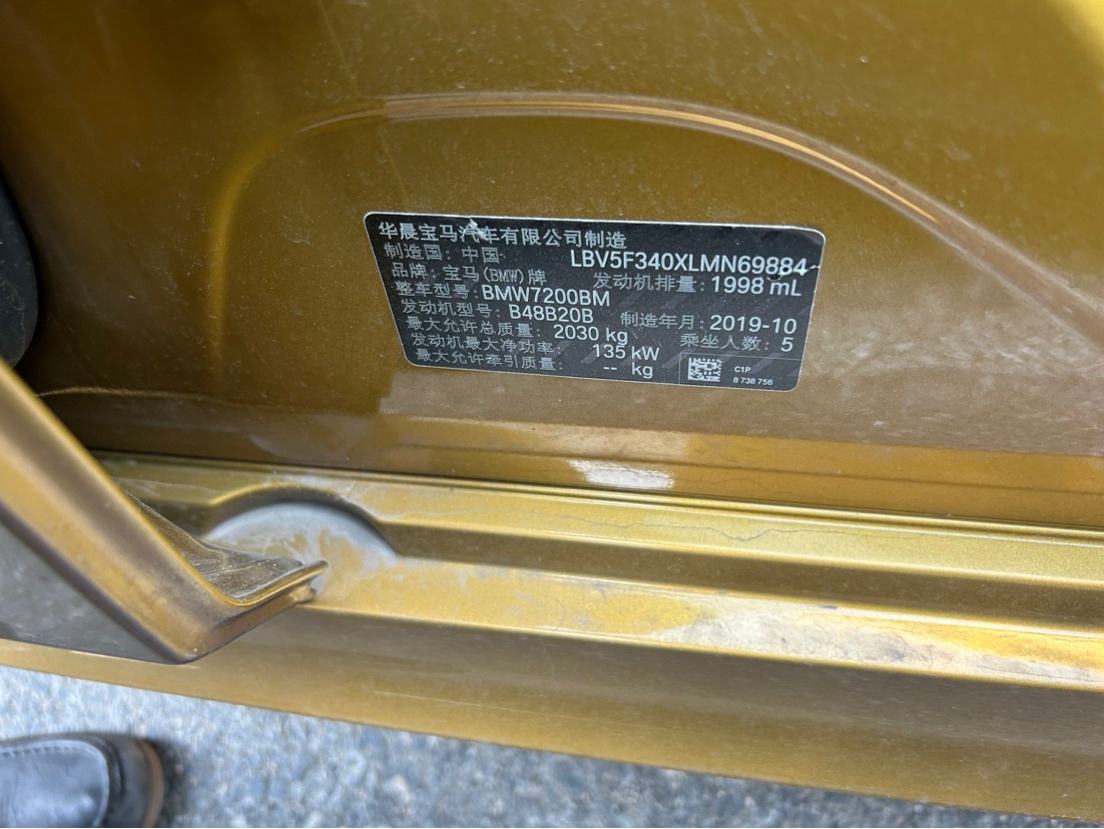 华晨宝马汽车有限公司制造
制造国：中国 LBV5F340XLMN69884
品牌：宝马(BMW)牌 发动机排量：1998 mL
整车型号：BMW7200BM
发动机型号：B48B20B 制造年月：2019-10
最大允许总质量：2030 kg 乘坐人数：5
发动机最大净功率：135 kW
最大允许牵引质量：-- kg
C1P
8 738 756